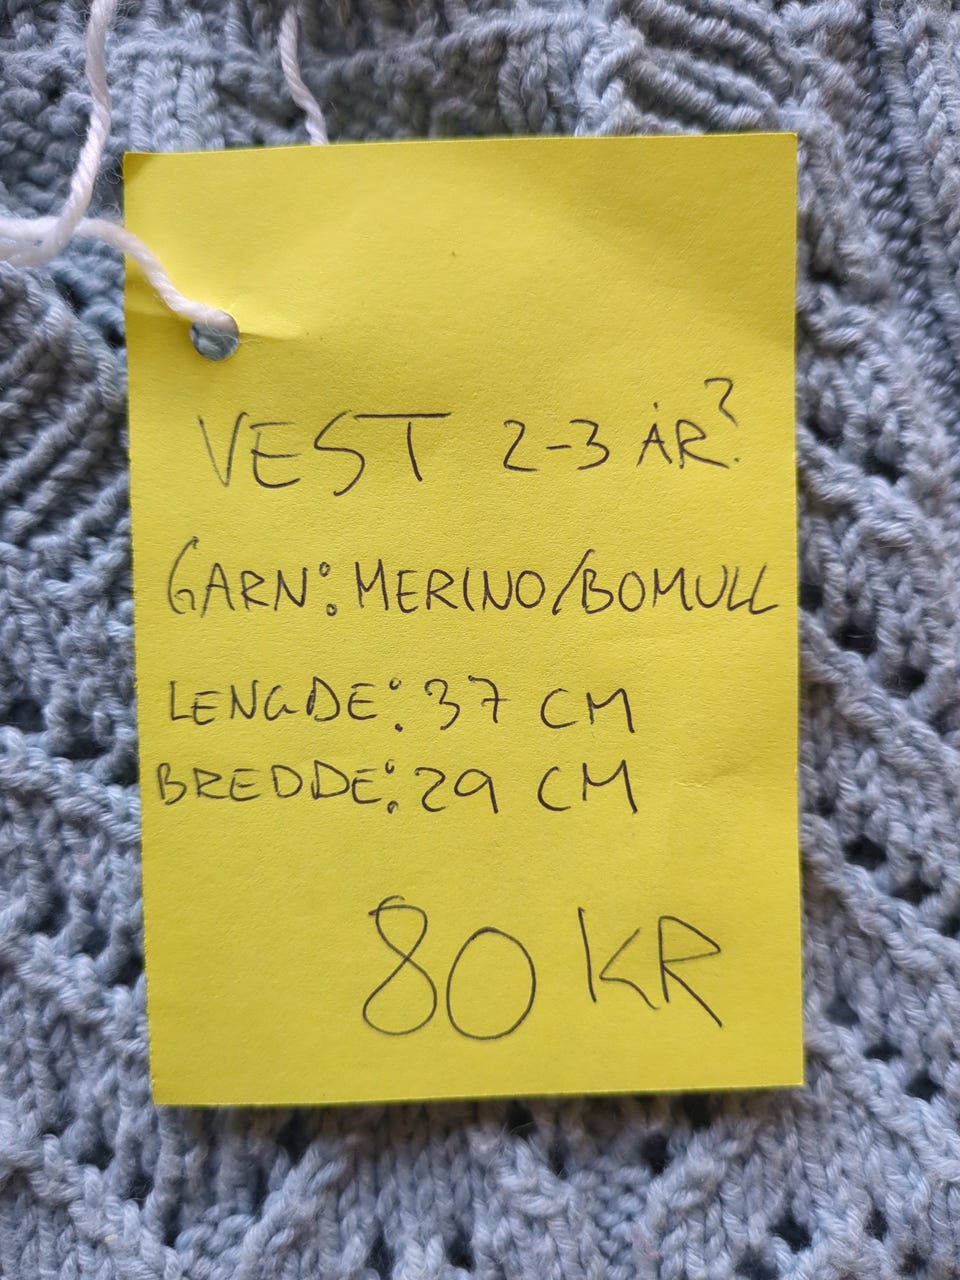 VEST 2-3 ÅR?
GARN: MERINO/BOMULL
LENGDE: 37 CM
BREDDE: 29 CM
80 KR